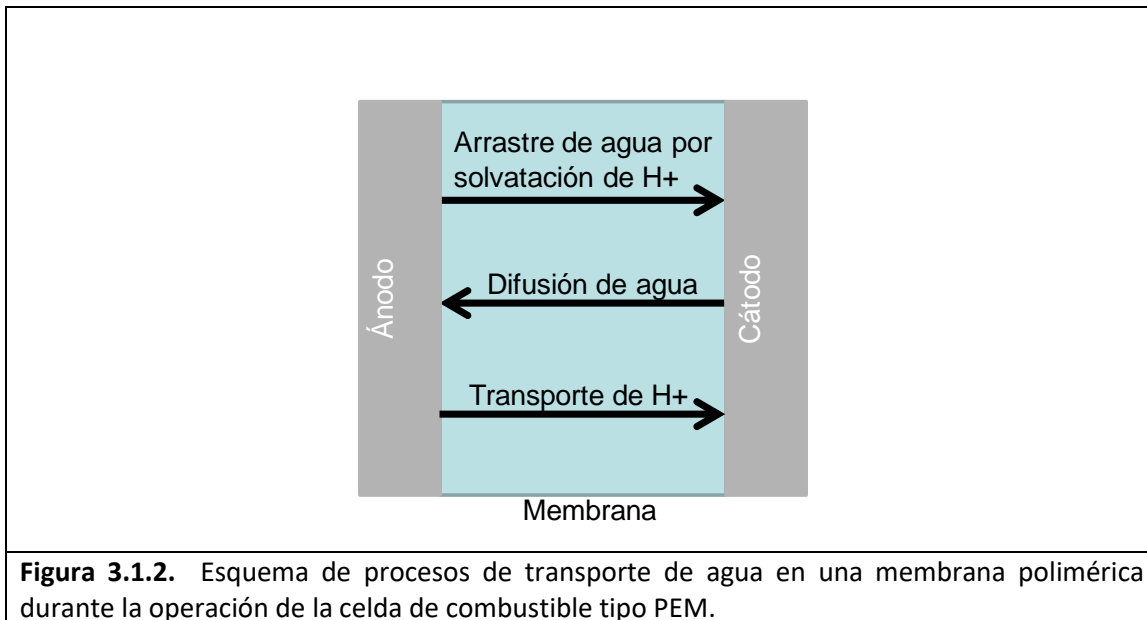 Arrastre de agua por
solvatación de H+
Difusión de agua
Transporte de H+
Ánodo
Cátodo
Membrana
Figura 3.1.2. Esquema de procesos de transporte de agua en una membrana polimérica
durante la operación de la celda de combustible tipo PEM.